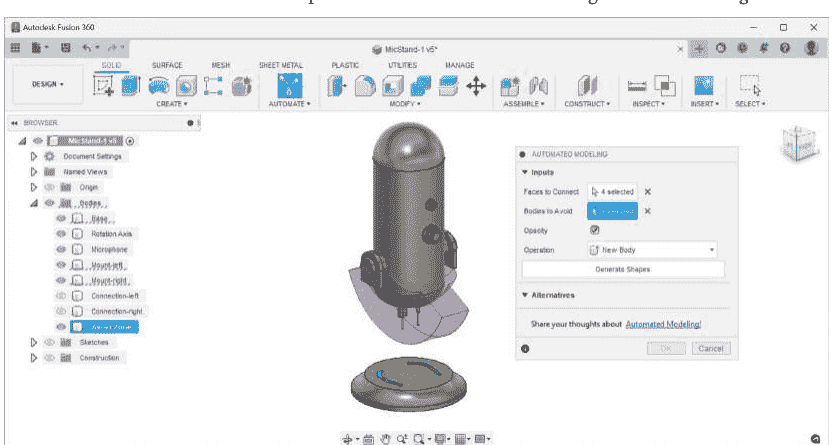 Autodesk Fusion 360
MicStand-1 v5*
SOLID SURFACE MESH SHEET METAL PLASTIC UTILITIES MANAGE
DESIGN
CREATE AUTOMATE MODIFY ASSEMBLE CONSTRUCT INSPECT INSERT SELECT
BROWSER
MicStand-1 v5
Document Settings
Named Views
Origin
Bodies
Base
Rotation Axis
Microphone
Mount-left
Mount-right
Connection-left
Connection-right
Sketches
Construction
AUTOMATED MODELING
Inputs
Faces to Connect 4 selected
Bodies to Avoid
Opacity
Operation New Body
Generate Shapes
Alternatives
Share your thoughts about Automated Modeling!
OK Cancel